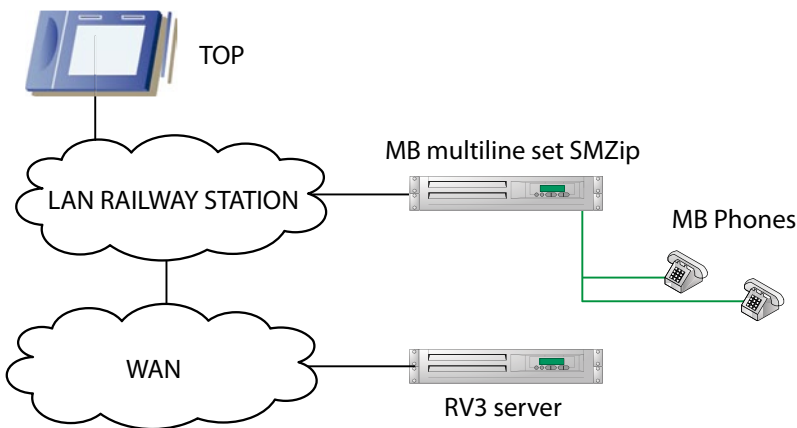 TOP
MB multiline set SMZip
LAN RAILWAY STATION
MB Phones
WAN
RV3 server